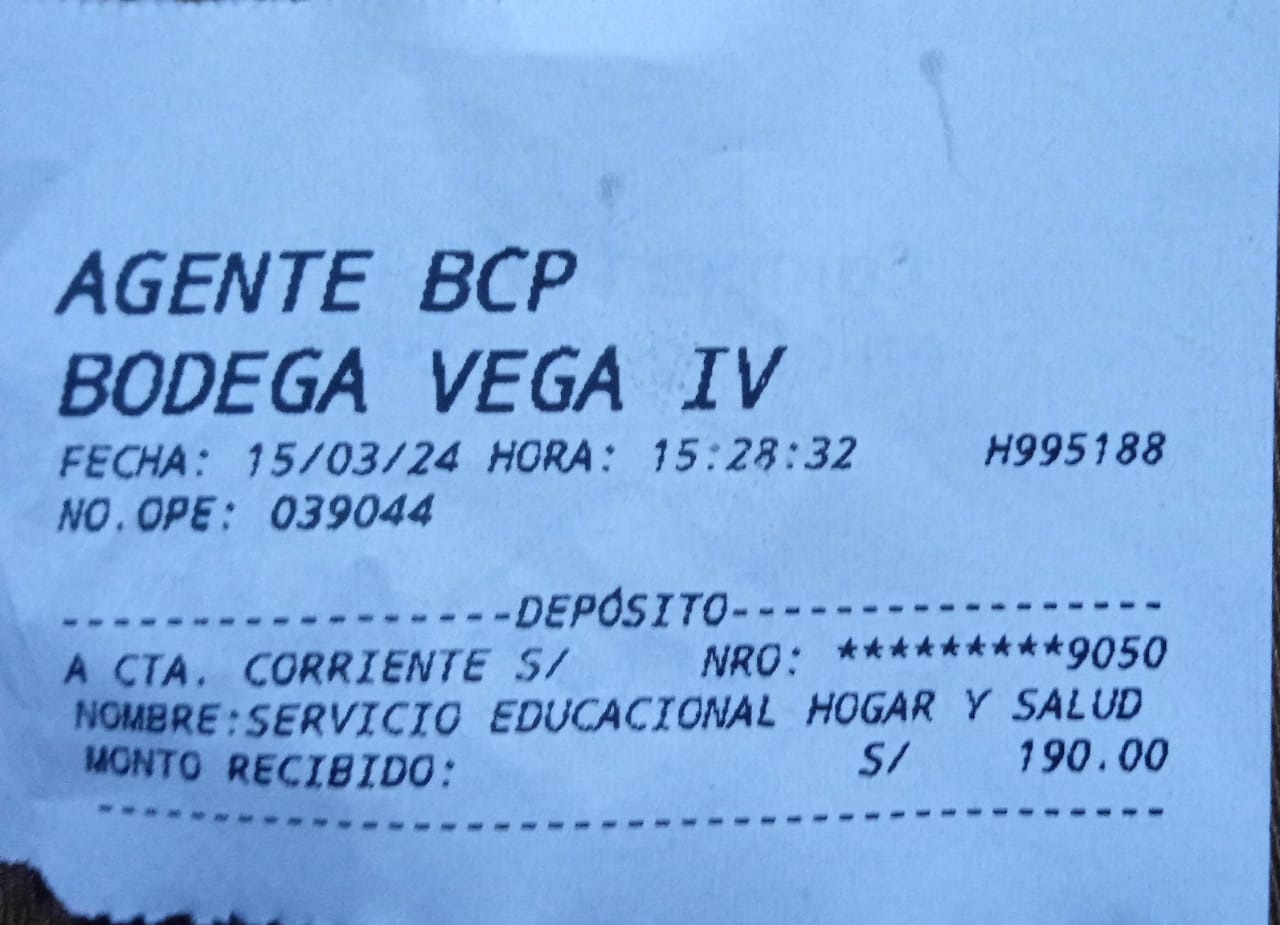 AGENTE BCP
BODEGA VEGA IV
FECHA: 15/03/24 HORA: 15:28:32 H995188
NO.OPE: 039044
-----------------DEPÓSITO-----------------
A CTA. CORRIENTE S/ NRO: *********9050
NOMBRE:SERVICIO EDUCACIONAL HOGAR Y SALUD
MONTO RECIBIDO: S/ 190.00